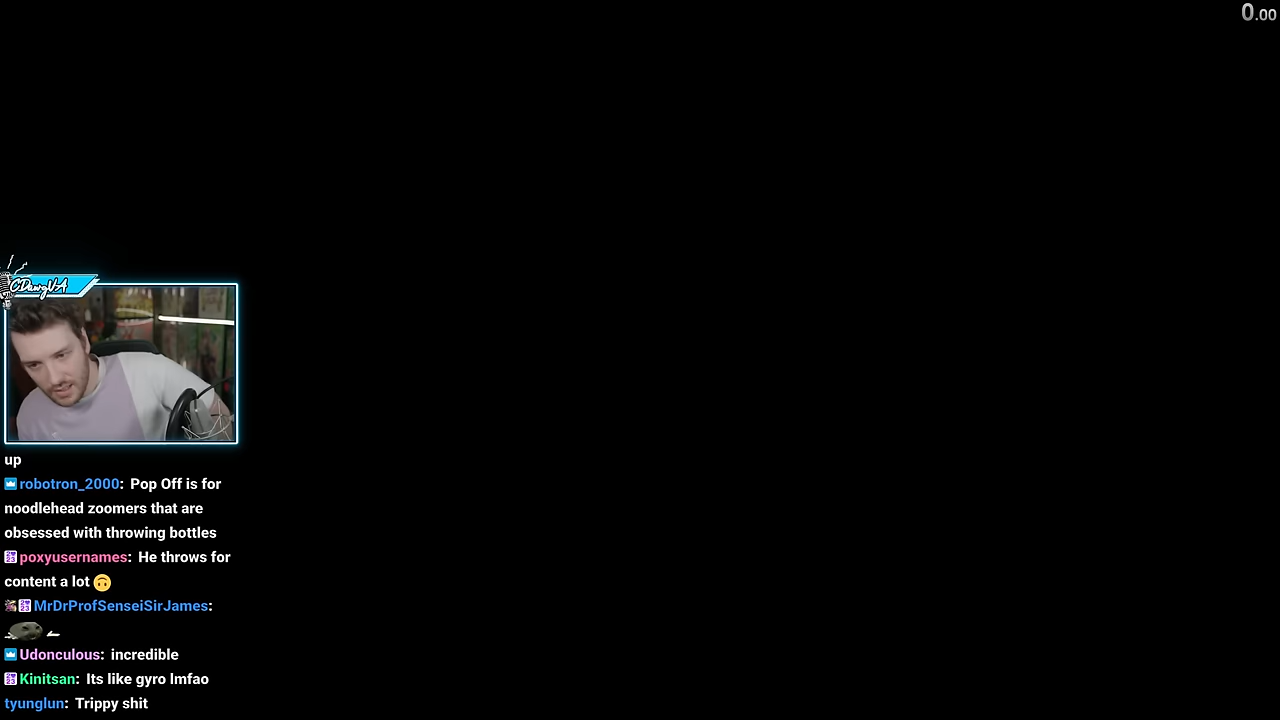 0.00
CDawgVA
up
robotron_2000: Pop Off is for
noodlehead zoomers that are
obsessed with throwing bottles
poxyusernames: He throws for
content a lot 🙃
MrDrProfSenseiSirJames:
Udonculous: incredible
Kinitsan: Its like gyro lmfao
tyunglun: Trippy shit